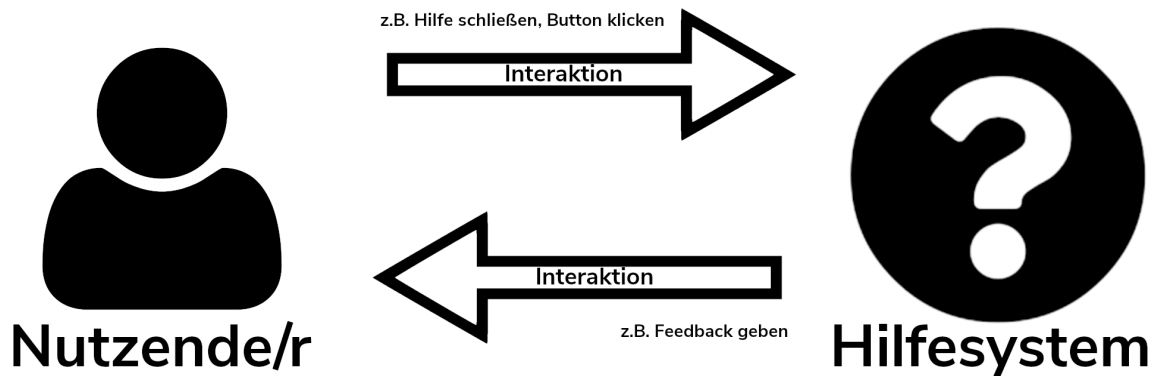 z.B. Hilfe schließen, Button klicken
Interaktion
Interaktion
z.B. Feedback geben
Nutzende/r
Hilfesystem